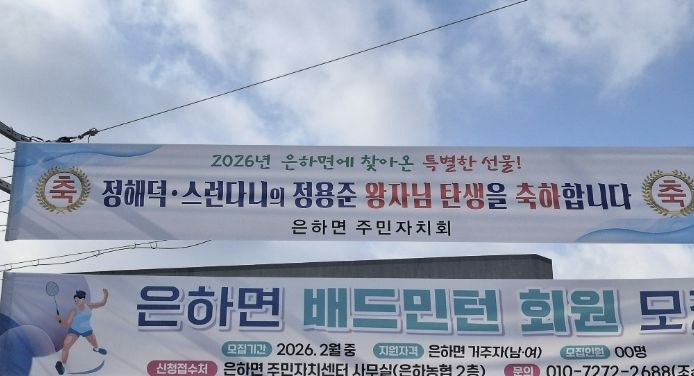 2026년 은하면에 찾아온 특별한 선물!
축 정해덕·스런다니의 정용준 왕자님 탄생을 축하합니다 축
은하면 주민자치회
은하면 배드민턴 회원
모집기간 2026. 2월 중 지원자격 은하면 거주자(남·여) 모집인원 00명
신청접수처 은하면 주민자치센터 사무실(은하농협 2층) 문의 010-7272-2688